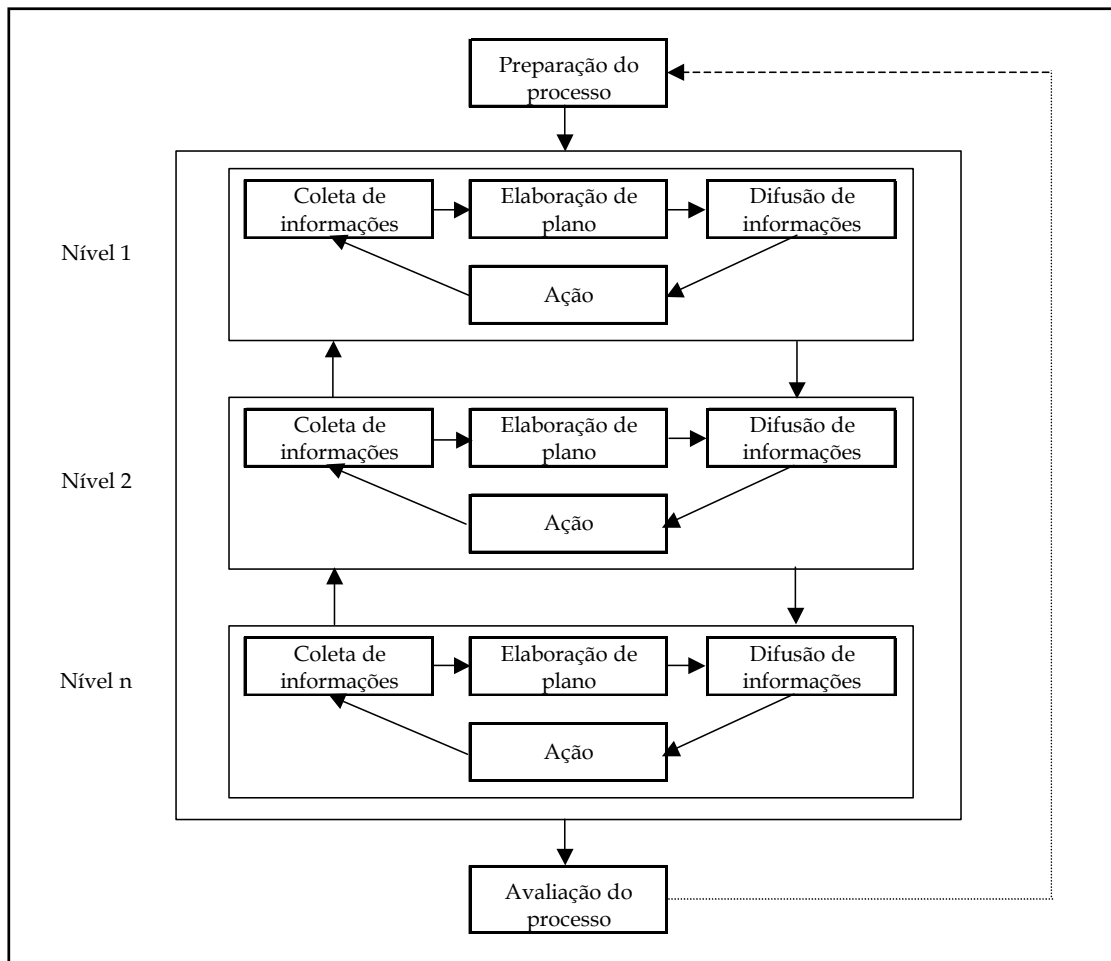 Preparação do
processo
Coleta de
informações
Elaboração de
plano
Difusão de
informações
Nível 1
Ação
Coleta de
informações
Elaboração de
plano
Difusão de
informações
Nível 2
Ação
Coleta de
informações
Elaboração de
plano
Difusão de
informações
Nível n
Ação
Avaliação do
processo